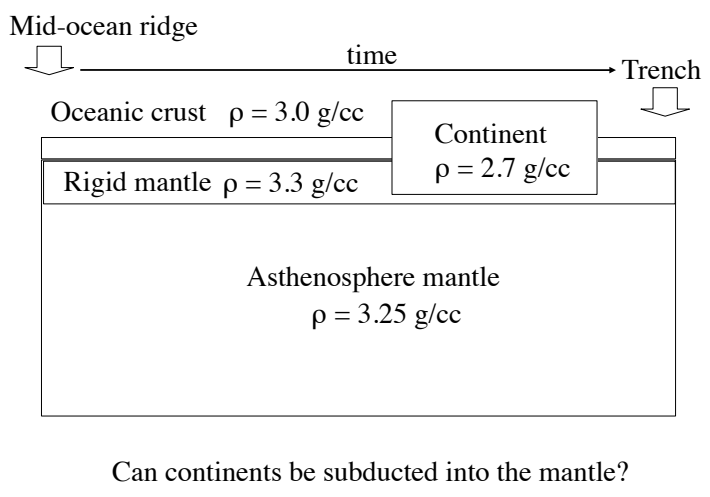 Mid-ocean ridge
time
Trench
Oceanic crust ρ = 3.0 g/cc
Continent
ρ = 2.7 g/cc
Rigid mantle ρ = 3.3 g/cc
Asthenosphere mantle
ρ = 3.25 g/cc
Can continents be subducted into the mantle?